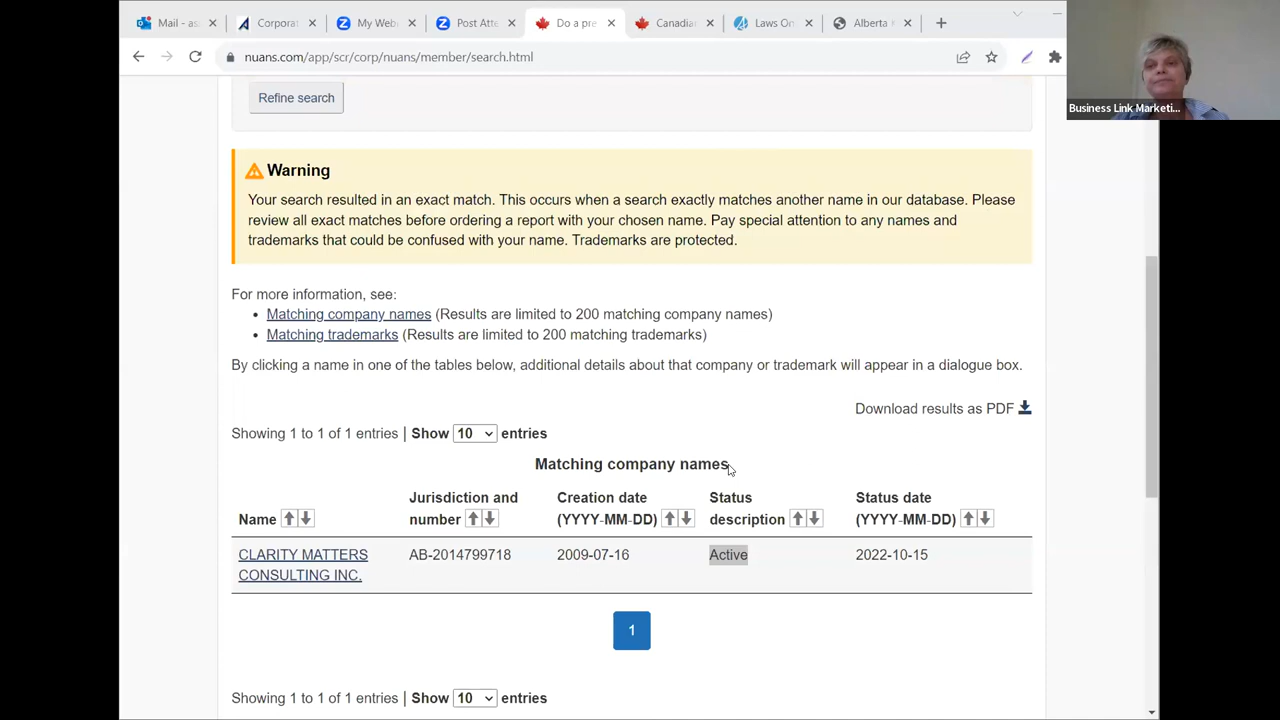 Mail - as
Corporat
My Web
Post Atte
Do a pre
Canadian
Laws On
Alberta
nuans.com/app/scr/corp/nuans/member/search.html
Business Link Marketi...
Refine search
Warning
Your search resulted in an exact match. This occurs when a search exactly matches another name in our database. Please
review all exact matches before ordering a report with your chosen name. Pay special attention to any names and
trademarks that could be confused with your name. Trademarks are protected.
For more information, see:
• Matching company names (Results are limited to 200 matching company names)
• Matching trademarks (Results are limited to 200 matching trademarks)
By clicking a name in one of the tables below, additional details about that company or trademark will appear in a dialogue box.
Download results as PDF
Showing 1 to 1 of 1 entries | Show 10 entries
Matching company names
Jurisdiction and Creation date Status Status date
Name number (YYYY-MM-DD) description (YYYY-MM-DD)
CLARITY MATTERS AB-2014799718 2009-07-16 Active 2022-10-15
CONSULTING INC.
1
Showing 1 to 1 of 1 entries | Show 10 entries